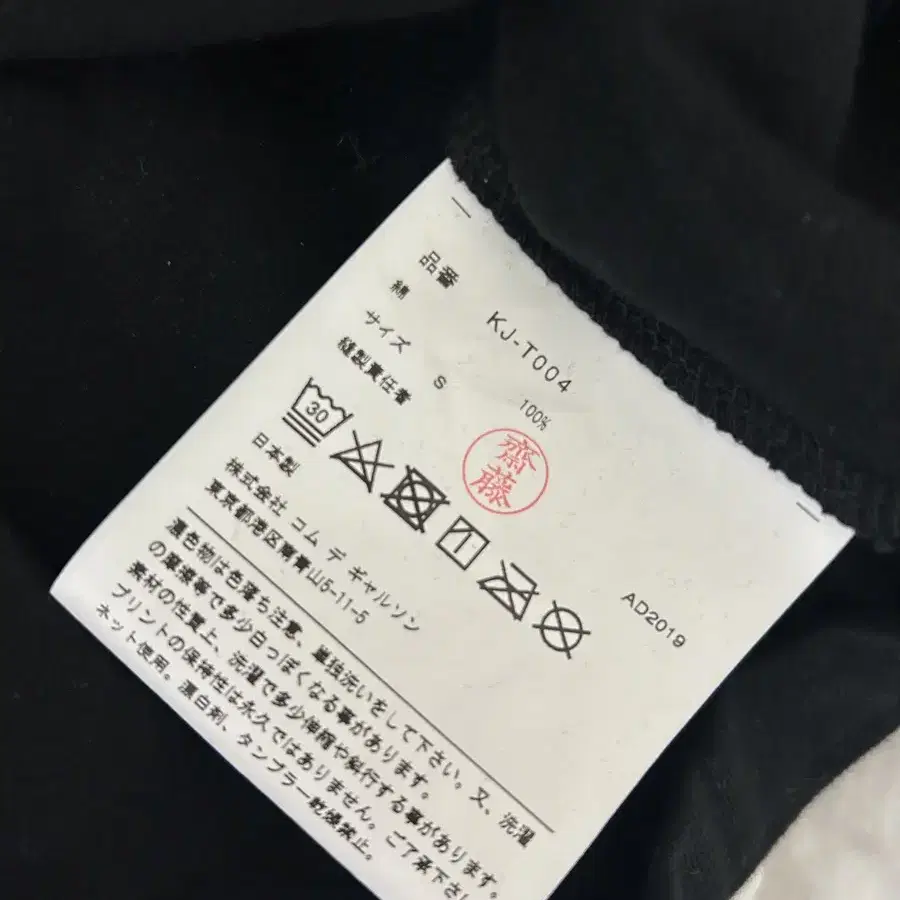 品番 KJ-T004
綿 100%
サイズ S
縫製責任者 齋藤
30
日本製
株式会社 コム デ ギャルソン
東京都港区南青山5-11-5
AD2019
濃色物は色落ち注意、単独洗いをして下さい。又、洗濯
の摩擦等で多少白っぽくなる事があります。
素材の性質上、洗濯で多少伸縮や斜行する事があります。
プリントの保持性は永久ではありません。ご了承下さい
ネット使用。漂白剤、タンブラー乾燥禁止。